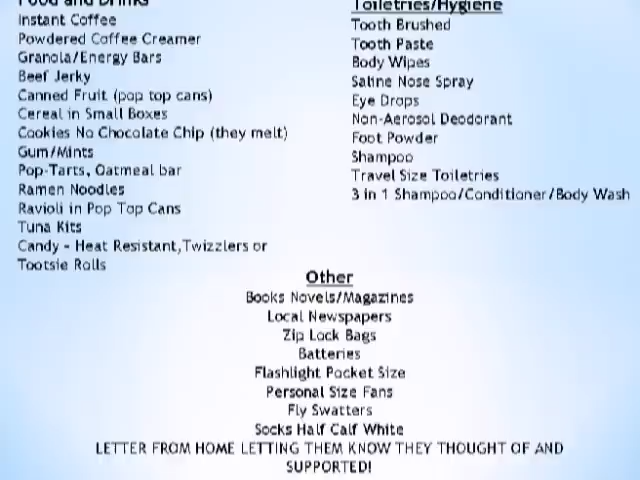 Food and Drinks
Instant Coffee
Powdered Coffee Creamer
Granola/Energy Bars
Beef Jerky
Canned Fruit (pop top cans)
Cereal in Small Boxes
Cookies No Chocolate Chip (they melt)
Gum/Mints
Pop-Tarts, Oatmeal bar
Ramen Noodles
Ravioli in Pop Top Cans
Tuna Kits
Candy - Heat Resistant,Twizzlers or
Tootsie Rolls
Toiletries/Hygiene
Tooth Brushed
Tooth Paste
Body Wipes
Saline Nose Spray
Eye Drops
Non-Aerosol Deodorant
Foot Powder
Shampoo
Travel Size Toiletries
3 in 1 Shampoo/Conditioner/Body Wash
Other
Books Novels/Magazines
Local Newspapers
Zip Lock Bags
Batteries
Flashlight Pocket Size
Personal Size Fans
Fly Swatters
Socks Half Calf White
LETTER FROM HOME LETTING THEM KNOW THEY THOUGHT OF AND
SUPPORTED!